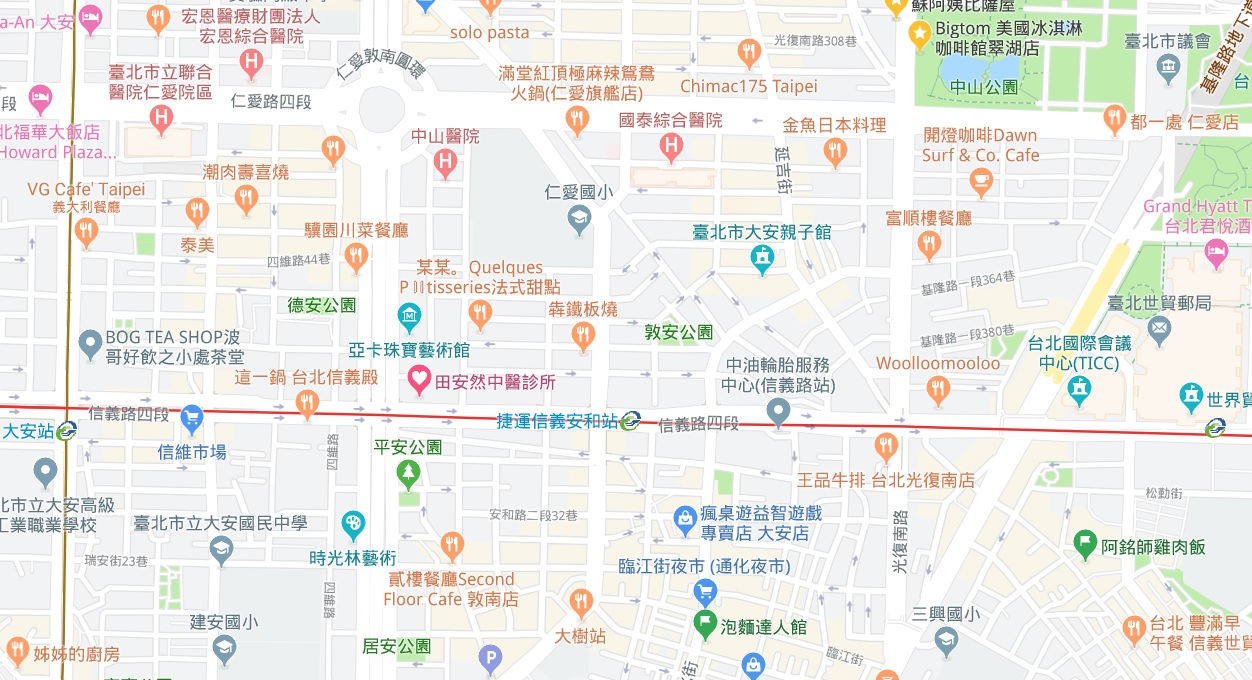 蘇阿姨比薩屋
宏恩醫療財團法人
宏恩綜合醫院
a-An 大安
solo pasta
光復南路308巷
Bigtom 美國冰淇淋
咖啡館翠湖店
臺北市議會
基隆路地下道
仁愛敦南圓環
臺北市立聯合
醫院仁愛院區
仁愛路四段
段
滿堂紅頂極麻辣鴛鴦
火鍋(仁愛旗艦店)
Chimac175 Taipei
中山公園
台
北福華大飯店
Howard Plaza...
中山醫院
國泰綜合醫院
金魚日本料理
開燈咖啡Dawn
Surf & Co. Cafe
都一處 仁愛店
延吉街
潮肉壽喜燒
VG Cafe' Taipei
義大利餐廳
仁愛國小
Grand Hyatt T
台北君悅酒
泰美
驥園川菜餐廳
臺北市大安親子館
富順樓餐廳
四維路44巷
某某。Quelques
P tisseries法式甜點
基隆路一段364巷
德安公園
犇鐵板燒
臺北世貿郵局
BOG TEA SHOP波
哥好飲之小處茶堂
亞卡珠寶藝術館
敦安公園
基隆路一段380巷
台北國際會議
中心(TICC)
中油輪胎服務
中心(信義路站)
Woolloomooloo
這一鍋 台北信義殿
田安然中醫診所
世界貿
信義路四段
大安站
捷運信義安和站
信義路四段
信維市場
四維路
平安公園
王品牛排 台北光復南店
北市立大安高級
工業職業學校
松勤街
臺北市立大安國民中學
安和路二段32巷
瘋桌遊益智遊戲
專賣店 大安店
光復南路
瑞安街23巷
時光林藝術
臨江街夜市 (通化夜市)
阿銘師雞肉飯
貳樓餐廳Second
Floor Cafe 敦南店
四維路
建安國小
大樹站
泡麵達人館
三興國小
台北 豐滿早
午餐 信義世貿
姊姊的廚房
居安公園
P
臨江街
街